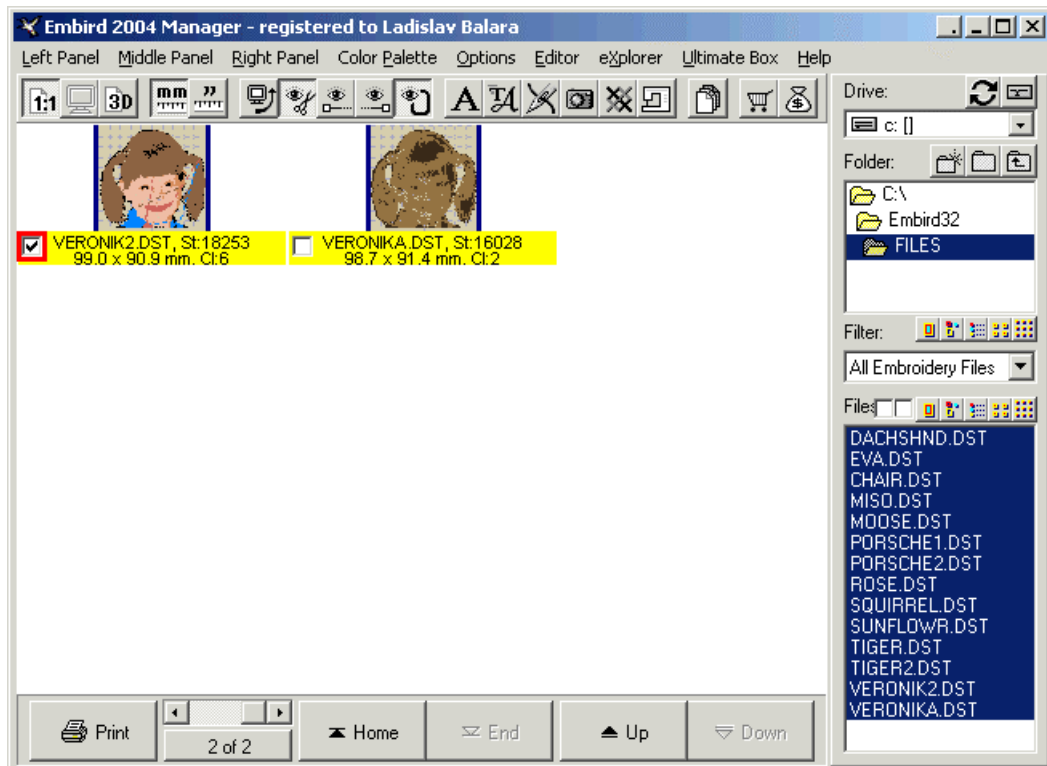 Embird 2004 Manager - registered to Ladislav Balara
Left Panel Middle Panel Right Panel Color Palette Options Editor eXplorer Ultimate Box Help
1:1 3D mm ” A
VERONIK2.DST, St:18253
99.0 x 90.9 mm. Cl:6
VERONIKA.DST, St:16028
98.7 x 91.4 mm. Cl:2
Print
2 of 2
Home
End
Up
Down
Drive:
c: []
Folder:
C:\
Embird32
FILES
Filter:
All Embroidery Files
Files
DACHSHND.DST
EVA.DST
CHAIR.DST
MISO.DST
MOOSE.DST
PORSCHE1.DST
PORSCHE2.DST
ROSE.DST
SQUIRREL.DST
SUNFLOWR.DST
TIGER.DST
TIGER2.DST
VERONIK2.DST
VERONIKA.DST